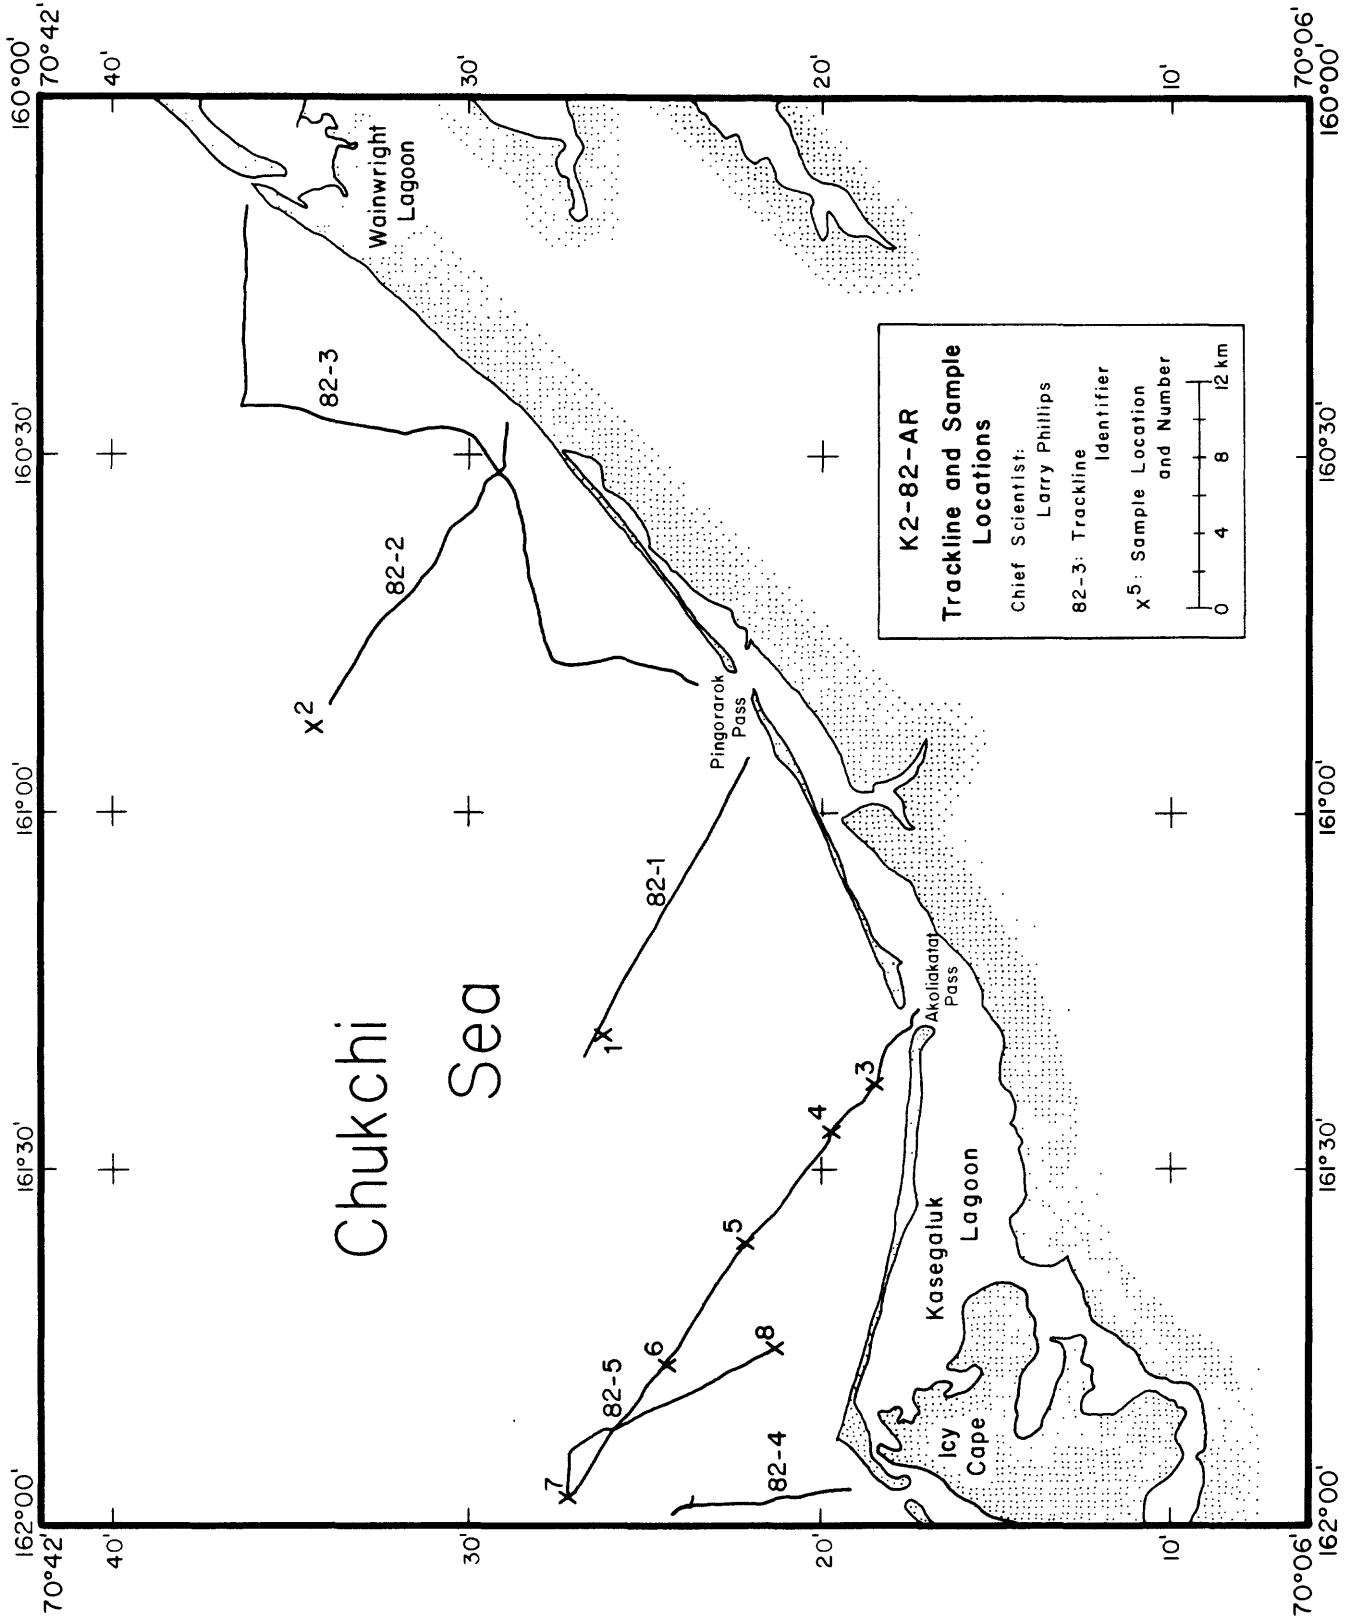 162°00'
161°30'
161°00'
160°30'
160°00'
70°42'
70°42'
40'
40'
30'
30'
20'
20'
10'
10'
70°06'
70°06'
162°00'
161°30'
161°00'
160°30'
160°00'
Chukchi
Sea
Wainwright
Lagoon
82-3
82-2
x2
Pingorarok
Pass
82-1
1
Akoliakatat
Pass
3
4
5
6
7
8
82-5
82-4
Kasegaluk
Lagoon
Icy
Cape
K2-82-AR
Trackline and Sample
Locations
Chief Scientist:
Larry Phillips
82-3: Trackline
Identifier
x5: Sample Location
and Number
0 4 8 12 km